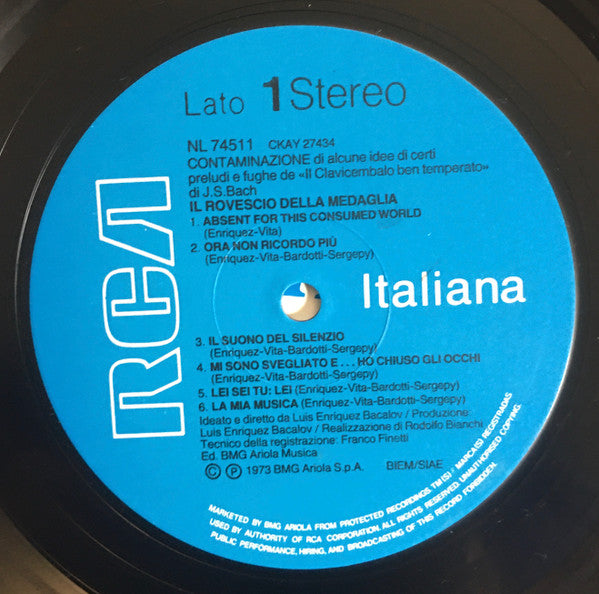 Lato 1 Stereo
NL 74511 CKAY 27434
CONTAMINAZIONE di alcune idee di certi
preludi e fughe de «Il Clavicembalo ben temperato»
di J.S.Bach
IL ROVESCIO DELLA MEDAGLIA
1. ABSENT FOR THIS CONSUMED WORLD
(Enriquez-Vita)
2. ORA NON RICORDO PIÙ
(Enriquez-Vita-Bardotti-Sergepy)
RCA
Italiana
3. IL SUONO DEL SILENZIO
(Enriquez-Vita-Bardotti-Sergepy)
4. MI SONO SVEGLIATO E... HO CHIUSO GLI OCCHI
(Enriquez-Vita-Bardotti-Sergepy)
5. LEI SEI TU: LEI (Enriquez-Vita-Bardotti-Sergepy)
6. LA MIA MUSICA (Enriquez-Vita-Bardotti-Sergepy)
Ideato e diretto da Luis Enriquez Bacalov / Produzione:
Luis Enriquez Bacalov / Realizzazione di Rodolfo Bianchi
Tecnico della registrazione: Franco Finetti
Ed. BMG Ariola Musica
© ℗ 1973 BMG Ariola S.p.A. BIEM/SIAE
MARKETED BY BMG ARIOLA FROM PROTECTED RECORDINGS. TM(S)/MARCA(S) REGISTRADAS
USED BY AUTHORITY OF RCA CORPORATION. ALL RIGHTS RESERVED. UNAUTHORISED COPYING,
PUBLIC PERFORMANCE, HIRING, AND BROADCASTING OF THIS RECORD FORBIDDEN.